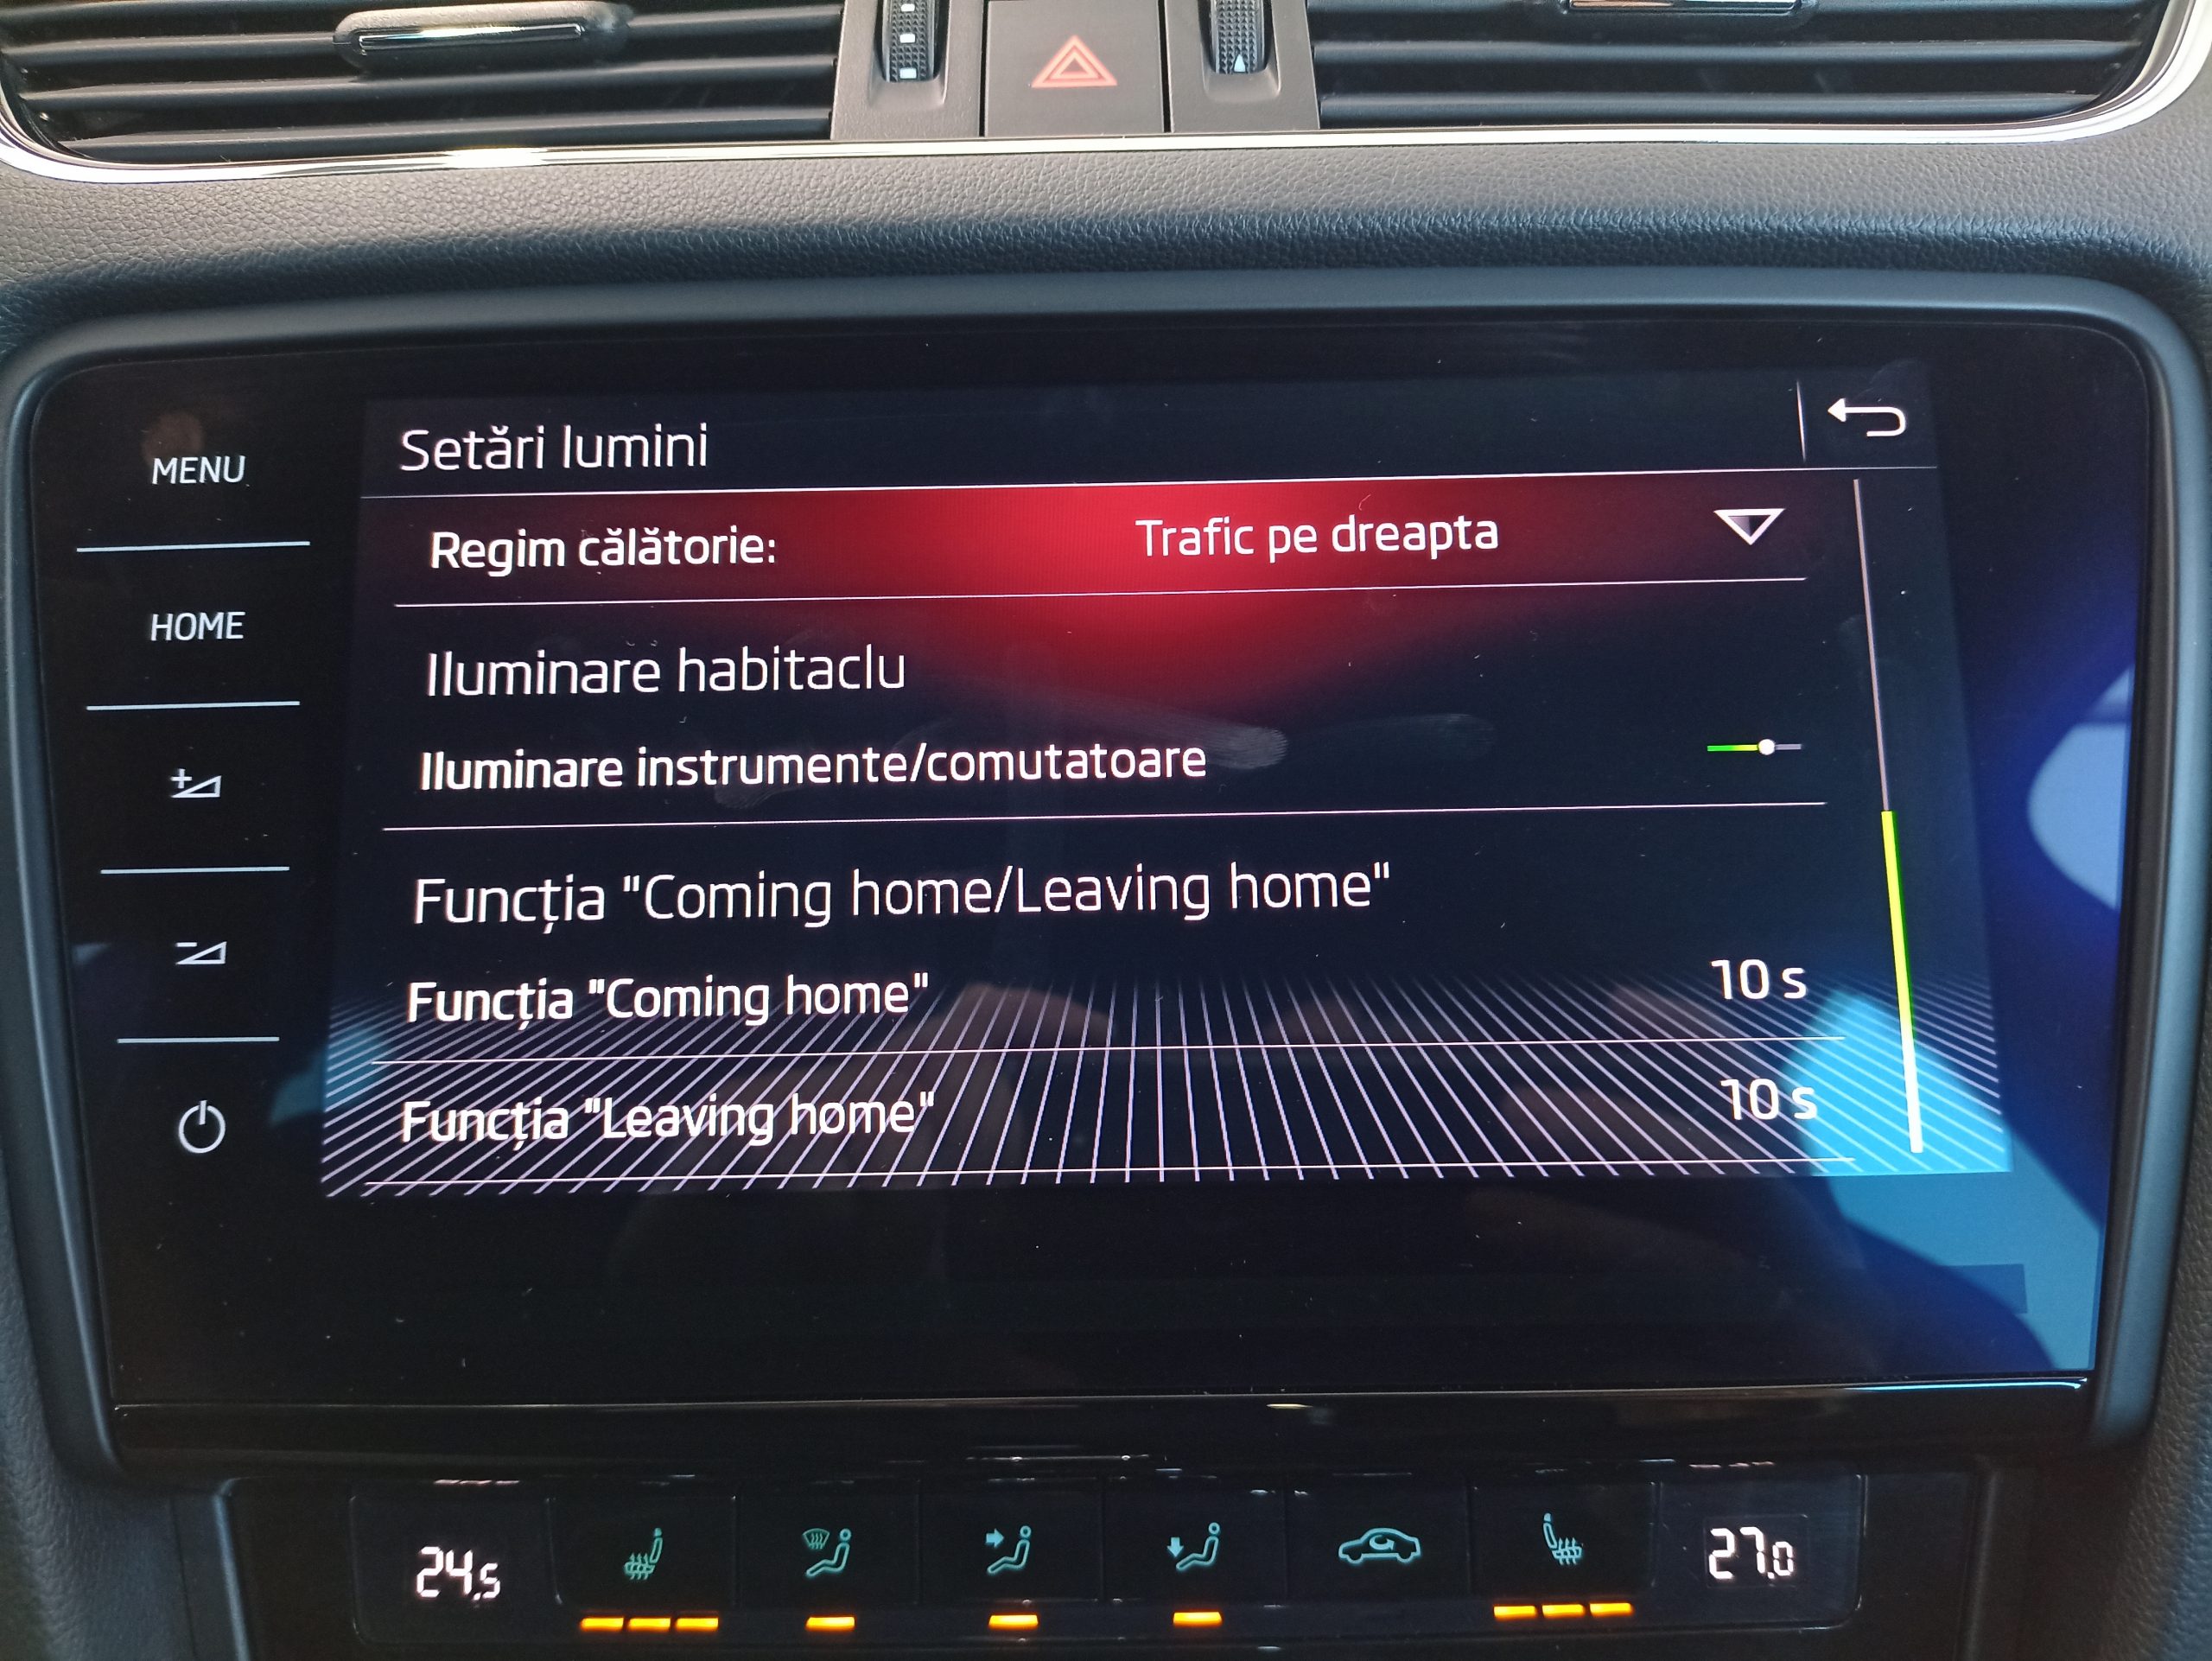 MENU
HOME
Setări lumini
Regim călătorie: Trafic pe dreapta
Iluminare habitaclu
Iluminare instrumente/comutatoare
Funcția "Coming home/Leaving home"
Funcția "Coming home" 10 s
Funcția "Leaving home" 10 s
24.5 27.0